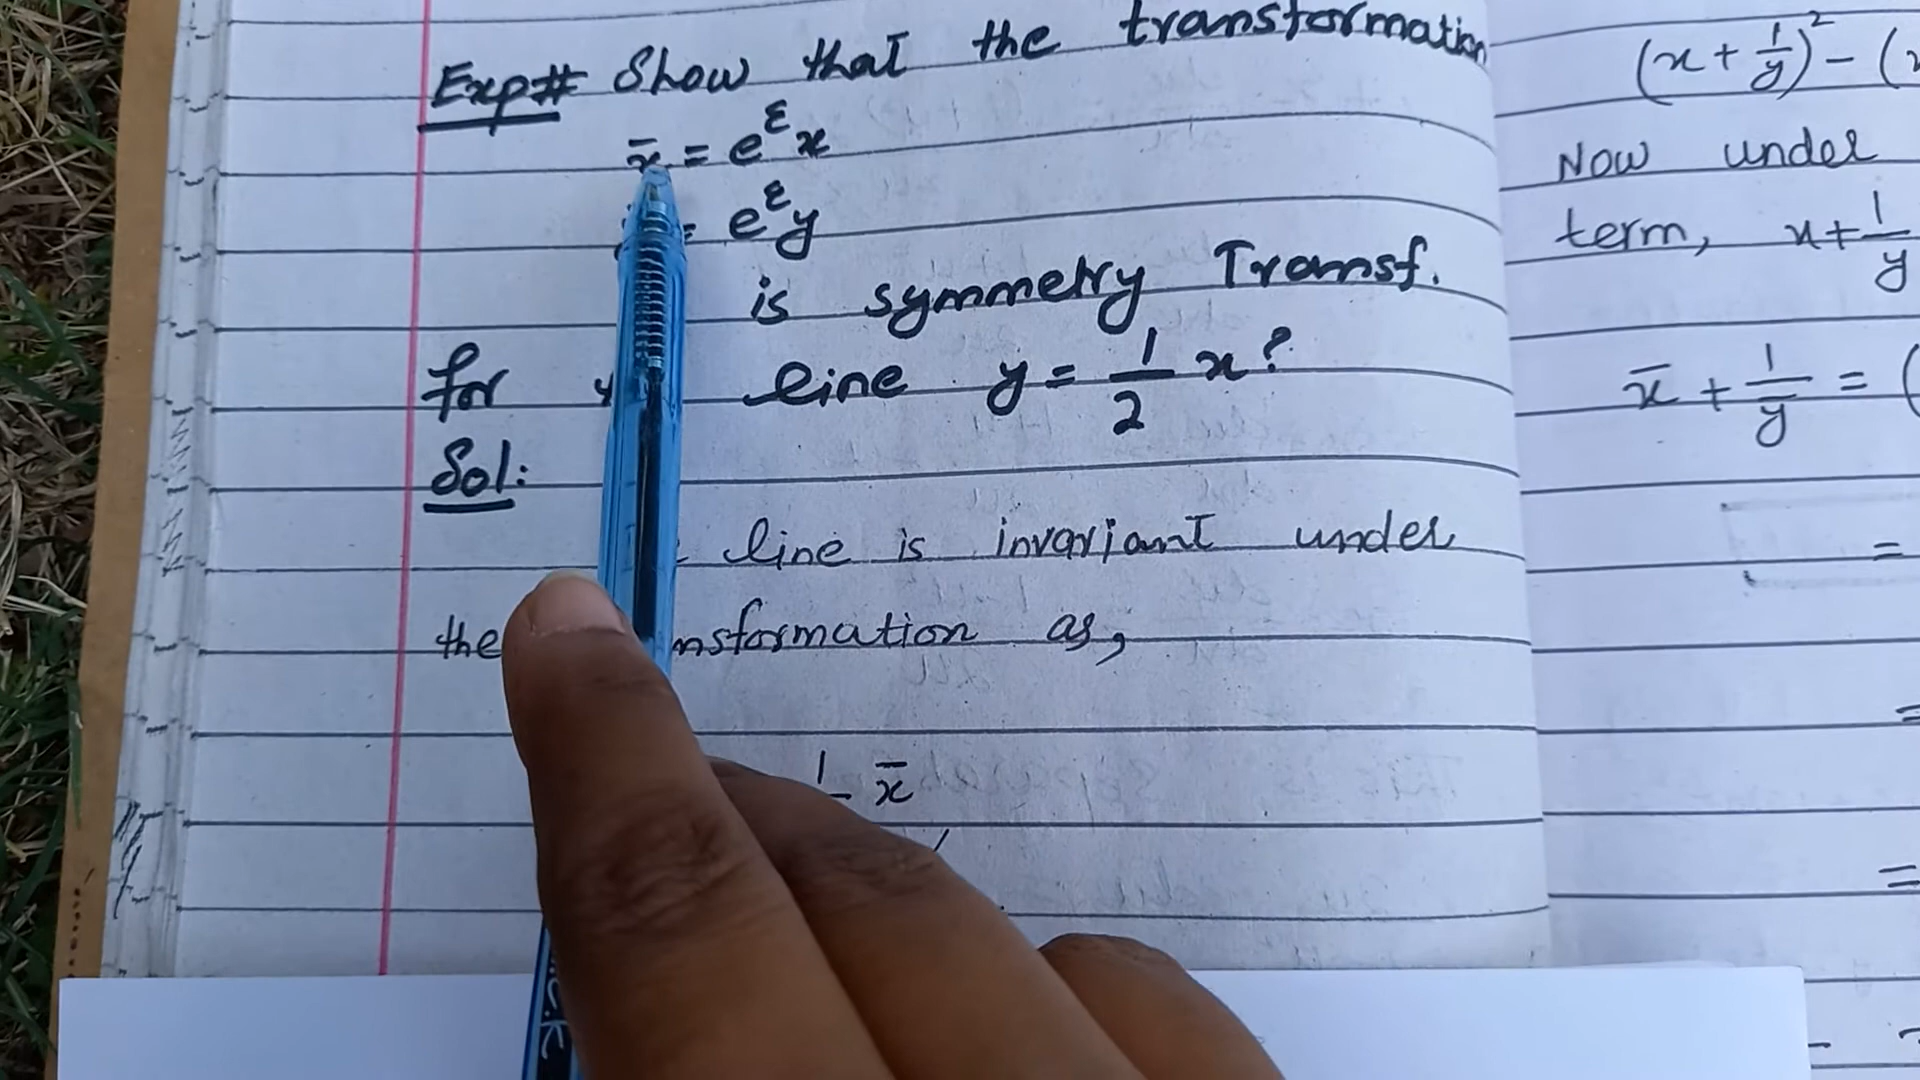 Exp# Show that the transformation
x̄ = e^ε x
= e^ε y
is symmetry Transf.
for line y = 1/2 x?
Sol:
line is invariant under
the nsformation as,
x̄
(x + 1/y)² - (
Now under
term, x + 1/y
x̄ + 1/ȳ = (
=
=
=